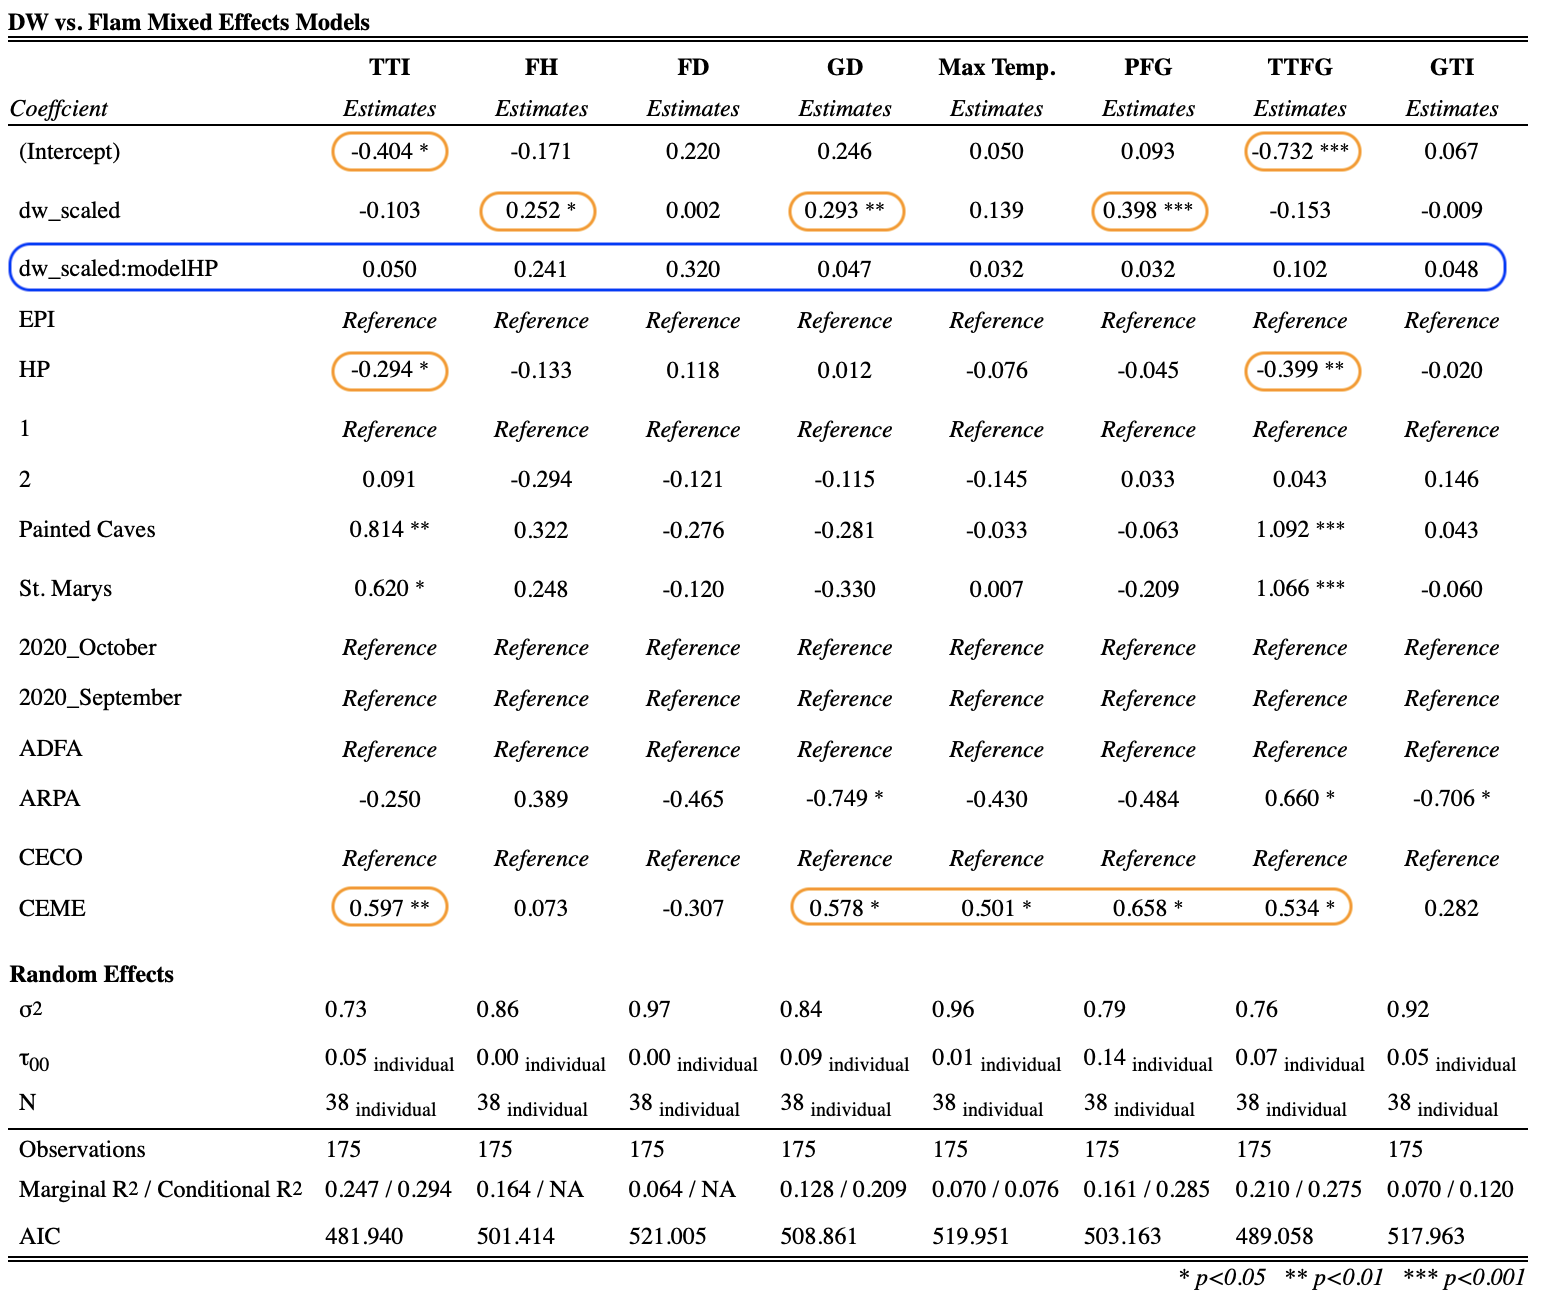 DW vs. Flam Mixed Effects Models
TTI FH FD GD Max Temp. PFG TTFG GTI
Coeffcient Estimates Estimates Estimates Estimates Estimates Estimates Estimates Estimates
(Intercept) -0.404 * -0.171 0.220 0.246 0.050 0.093 -0.732 *** 0.067
dw_scaled -0.103 0.252 * 0.002 0.293 ** 0.139 0.398 *** -0.153 -0.009
dw_scaled:modelHP 0.050 0.241 0.320 0.047 0.032 0.032 0.102 0.048
EPI Reference Reference Reference Reference Reference Reference Reference Reference
HP -0.294 * -0.133 0.118 0.012 -0.076 -0.045 -0.399 ** -0.020
1 Reference Reference Reference Reference Reference Reference Reference Reference
2 0.091 -0.294 -0.121 -0.115 -0.145 0.033 0.043 0.146
Painted Caves 0.814 ** 0.322 -0.276 -0.281 -0.033 -0.063 1.092 *** 0.043
St. Marys 0.620 * 0.248 -0.120 -0.330 0.007 -0.209 1.066 *** -0.060
2020_October Reference Reference Reference Reference Reference Reference Reference Reference
2020_September Reference Reference Reference Reference Reference Reference Reference Reference
ADFA Reference Reference Reference Reference Reference Reference Reference Reference
ARPA -0.250 0.389 -0.465 -0.749 * -0.430 -0.484 0.660 * -0.706 *
CECO Reference Reference Reference Reference Reference Reference Reference Reference
CEME 0.597 ** 0.073 -0.307 0.578 * 0.501 * 0.658 * 0.534 * 0.282
Random Effects
σ2 0.73 0.86 0.97 0.84 0.96 0.79 0.76 0.92
τ00 0.05 individual 0.00 individual 0.00 individual 0.09 individual 0.01 individual 0.14 individual 0.07 individual 0.05 individual
N 38 individual 38 individual 38 individual 38 individual 38 individual 38 individual 38 individual 38 individual
Observations 175 175 175 175 175 175 175 175
Marginal R2 / Conditional R2 0.247 / 0.294 0.164 / NA 0.064 / NA 0.128 / 0.209 0.070 / 0.076 0.161 / 0.285 0.210 / 0.275 0.070 / 0.120
AIC 481.940 501.414 521.005 508.861 519.951 503.163 489.058 517.963
* p<0.05 ** p<0.01 *** p<0.001